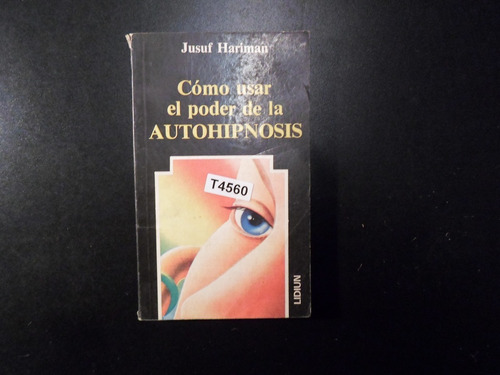 Jusuf Hariman
Cómo usar
el poder de la
AUTOHIPNOSIS
T4560
LIDIUN